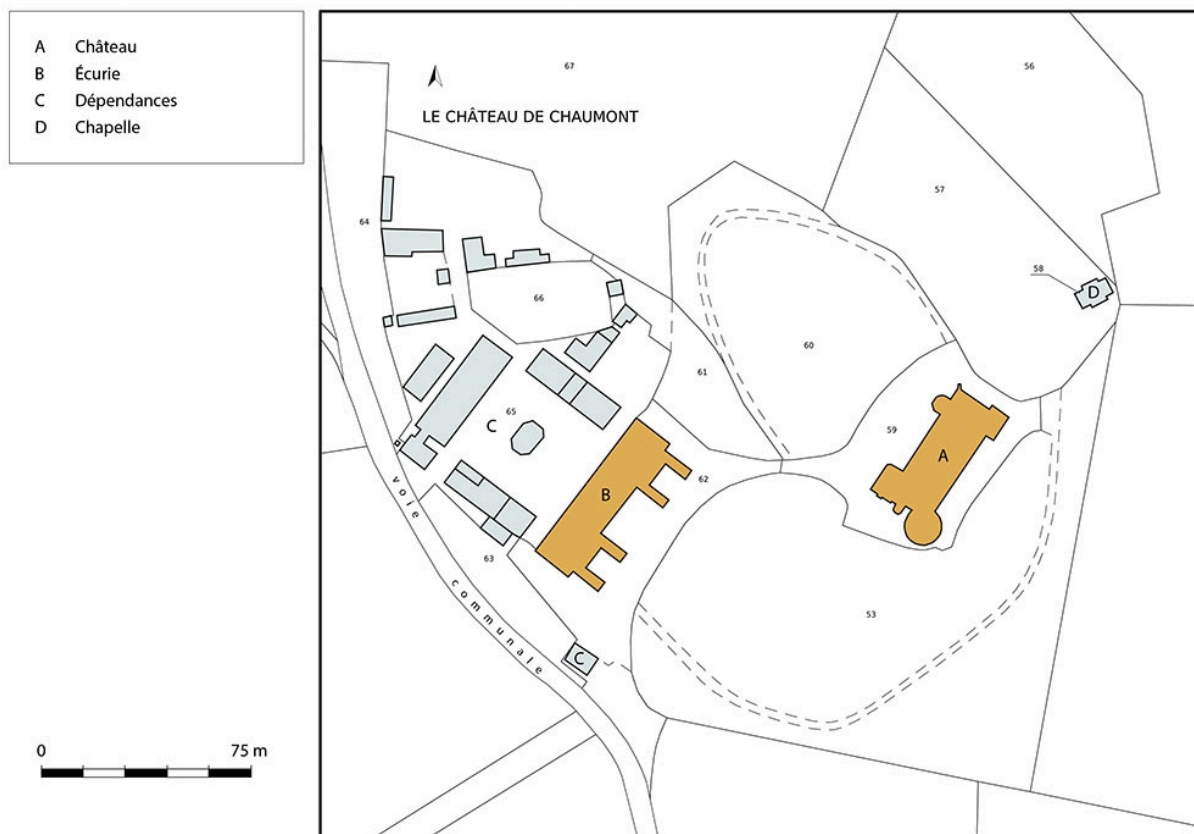 A Château
B Écurie
C Dépendances
D Chapelle
67
56
LE CHÂTEAU DE CHAUMONT
57
64
58
D
66
60
61
65
C
59
A
62
B
voie communale
63
53
C
0 75 m